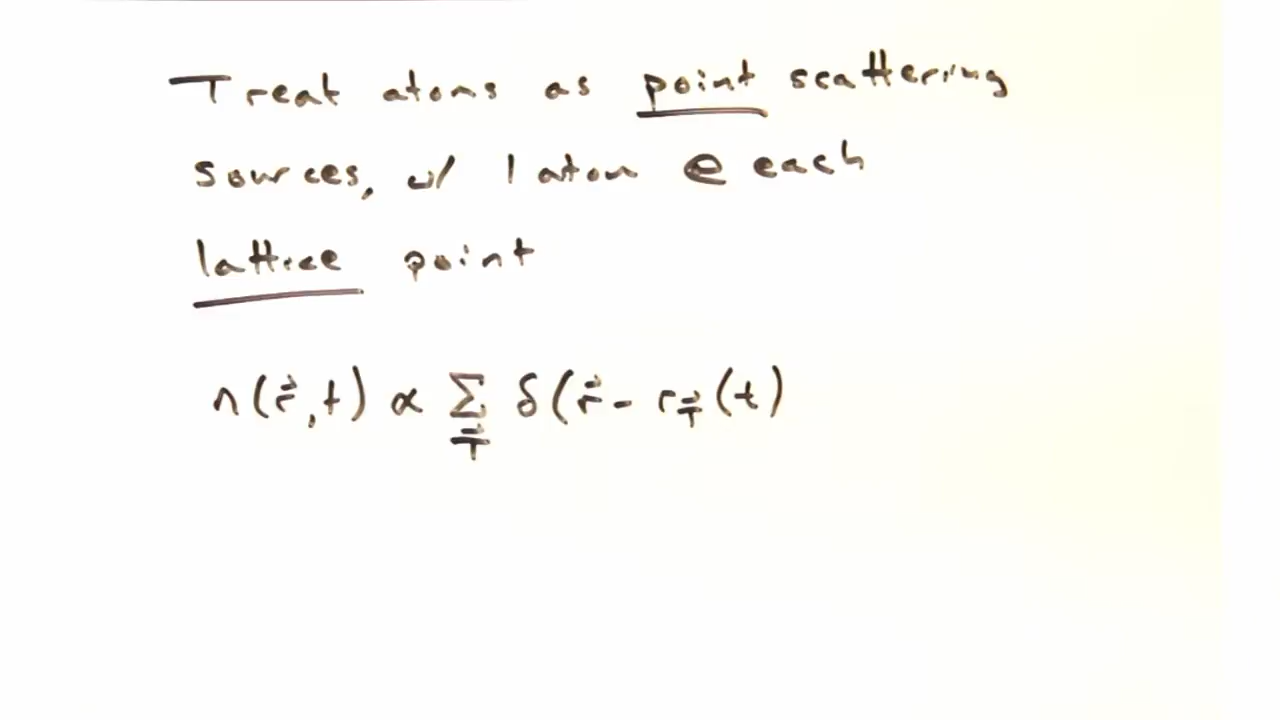 Treat atoms as point scattering
sources, w/ 1 atom @ each
lattice point
n(r⃗,t) ∝ Σ_T⃗ δ(r⃗ - r_T⃗(t)